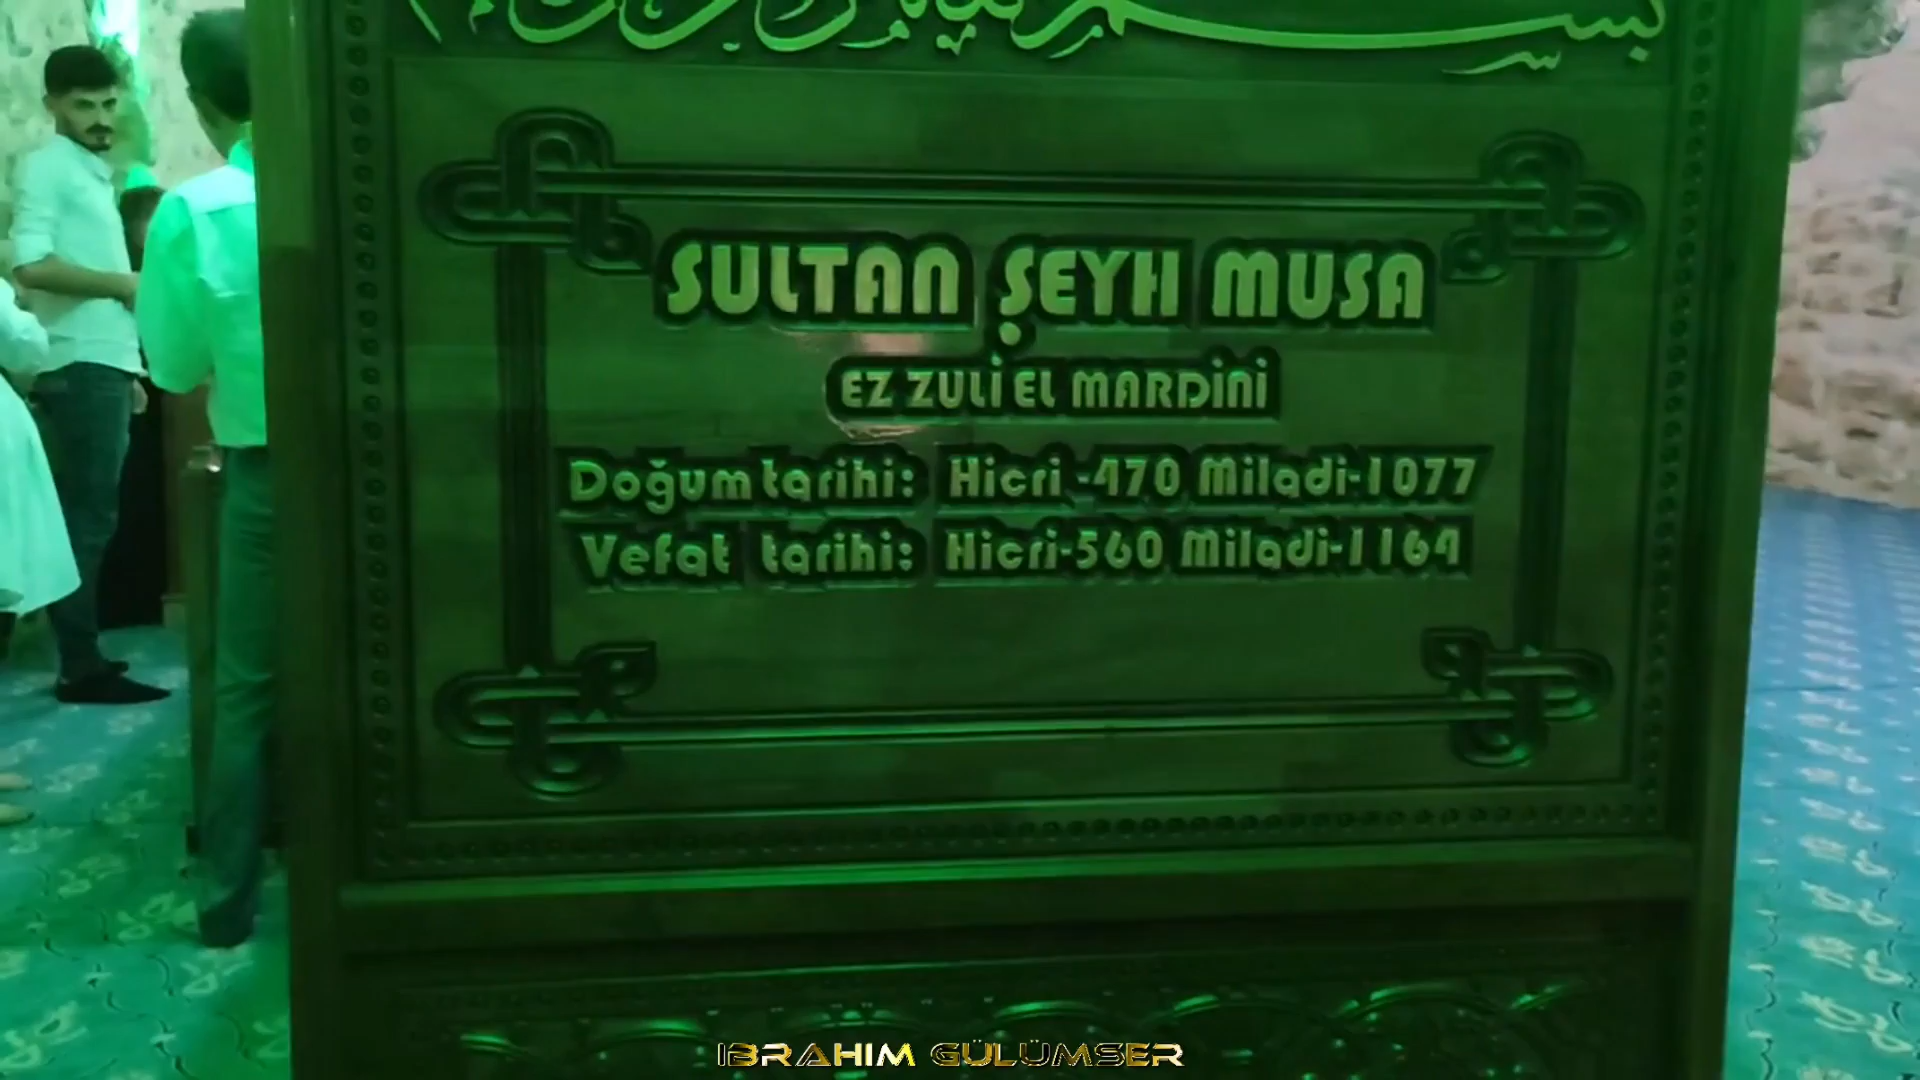 بسم
SULTAN ŞEYH MUSA
EZ ZULİ EL MARDİNİ
Doğum tarihi: Hicri -470 Miladi-1077
Vefat tarihi: Hicri-560 Miladi-1164
IBRAHIM GÜLÜMSER